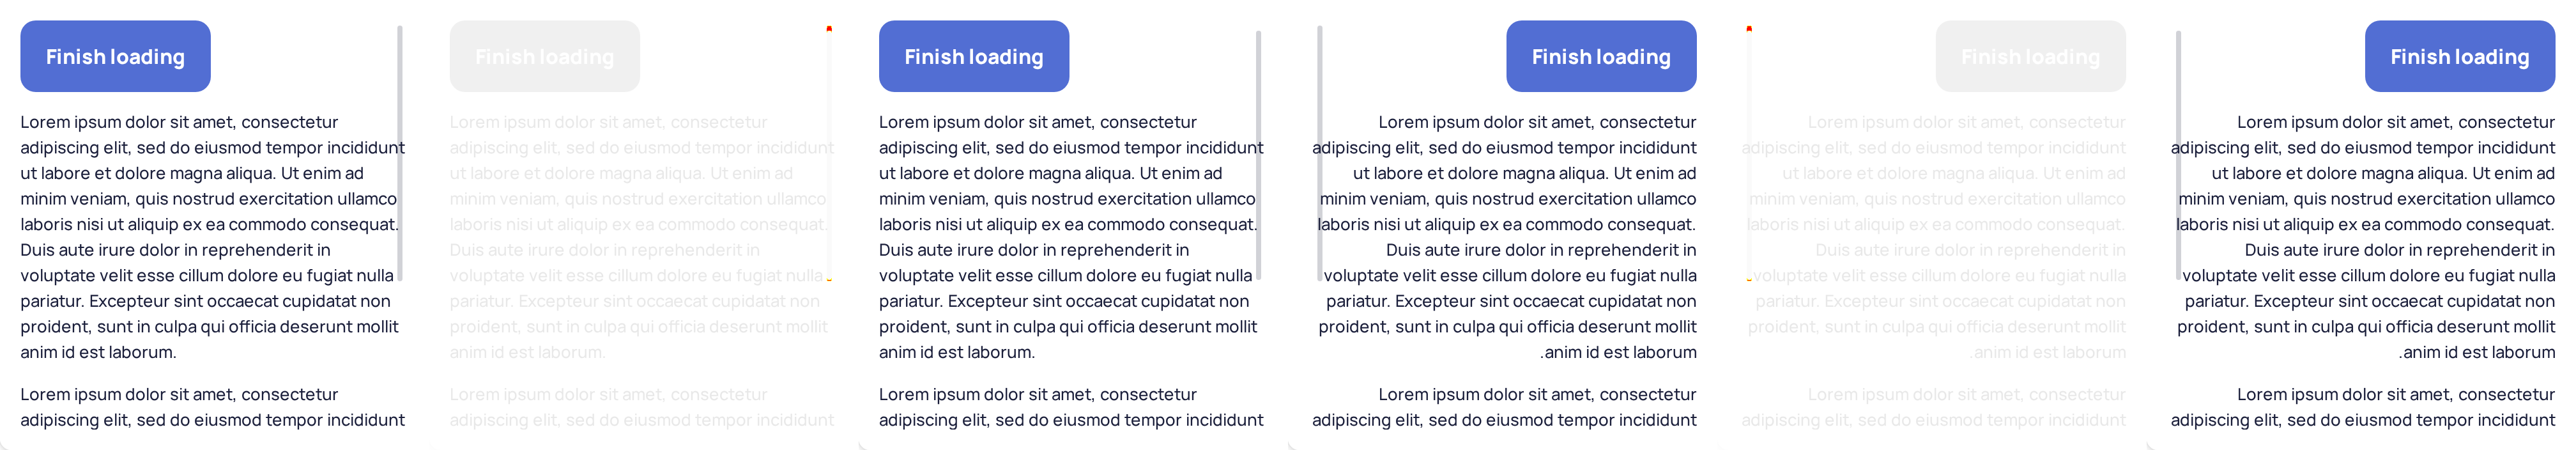 Finish loading
Lorem ipsum dolor sit amet, consectetur
adipiscing elit, sed do eiusmod tempor incididunt
ut labore et dolore magna aliqua. Ut enim ad
minim veniam, quis nostrud exercitation ullamco
laboris nisi ut aliquip ex ea commodo consequat.
Duis aute irure dolor in reprehenderit in
voluptate velit esse cillum dolore eu fugiat nulla
pariatur. Excepteur sint occaecat cupidatat non
proident, sunt in culpa qui officia deserunt mollit
anim id est laborum.
Lorem ipsum dolor sit amet, consectetur
adipiscing elit, sed do eiusmod tempor incididunt
Finish loading
Lorem ipsum dolor sit amet, consectetur
adipiscing elit, sed do eiusmod tempor incididunt
ut labore et dolore magna aliqua. Ut enim ad
minim veniam, quis nostrud exercitation ullamco
laboris nisi ut aliquip ex ea commodo consequat.
Duis aute irure dolor in reprehenderit in
voluptate velit esse cillum dolore eu fugiat nulla
pariatur. Excepteur sint occaecat cupidatat non
proident, sunt in culpa qui officia deserunt mollit
anim id est laborum.
Lorem ipsum dolor sit amet, consectetur
adipiscing elit, sed do eiusmod tempor incididunt
Finish loading
Lorem ipsum dolor sit amet, consectetur
adipiscing elit, sed do eiusmod tempor incididunt
ut labore et dolore magna aliqua. Ut enim ad
minim veniam, quis nostrud exercitation ullamco
laboris nisi ut aliquip ex ea commodo consequat.
Duis aute irure dolor in reprehenderit in
voluptate velit esse cillum dolore eu fugiat nulla
pariatur. Excepteur sint occaecat cupidatat non
proident, sunt in culpa qui officia deserunt mollit
anim id est laborum.
Lorem ipsum dolor sit amet, consectetur
adipiscing elit, sed do eiusmod tempor incididunt
Finish loading
Lorem ipsum dolor sit amet, consectetur
adipiscing elit, sed do eiusmod tempor incididunt
ut labore et dolore magna aliqua. Ut enim ad
minim veniam, quis nostrud exercitation ullamco
laboris nisi ut aliquip ex ea commodo consequat.
Duis aute irure dolor in reprehenderit in
voluptate velit esse cillum dolore eu fugiat nulla
pariatur. Excepteur sint occaecat cupidatat non
proident, sunt in culpa qui officia deserunt mollit
.anim id est laborum
Lorem ipsum dolor sit amet, consectetur
adipiscing elit, sed do eiusmod tempor incididunt
Finish loading
Lorem ipsum dolor sit amet, consectetur
adipiscing elit, sed do eiusmod tempor incididunt
ut labore et dolore magna aliqua. Ut enim ad
minim veniam, quis nostrud exercitation ullamco
laboris nisi ut aliquip ex ea commodo consequat.
Duis aute irure dolor in reprehenderit in
voluptate velit esse cillum dolore eu fugiat nulla
pariatur. Excepteur sint occaecat cupidatat non
proident, sunt in culpa qui officia deserunt mollit
.anim id est laborum
Lorem ipsum dolor sit amet, consectetur
adipiscing elit, sed do eiusmod tempor incididunt
Finish loading
Lorem ipsum dolor sit amet, consectetur
adipiscing elit, sed do eiusmod tempor incididunt
ut labore et dolore magna aliqua. Ut enim ad
minim veniam, quis nostrud exercitation ullamco
laboris nisi ut aliquip ex ea commodo consequat.
Duis aute irure dolor in reprehenderit in
voluptate velit esse cillum dolore eu fugiat nulla
pariatur. Excepteur sint occaecat cupidatat non
proident, sunt in culpa qui officia deserunt mollit
.anim id est laborum
Lorem ipsum dolor sit amet, consectetur
adipiscing elit, sed do eiusmod tempor incididunt